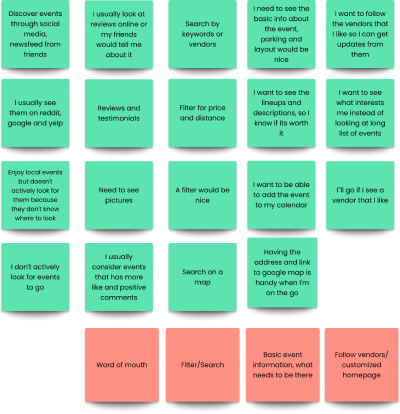 Discover events
through social
media,
newsfeed from
friends
I usually look at
reviews online or
my friends
would tell me
about it
Search by
keywords or
vendors
I need to see the
basic info about
the event,
parking and
layout would be
nice
I want to follow
the vendors that
I like so I can get
updates from
them
I usually see
them on reddit,
google and yelp
Reviews and
testimonials
Filter for price
and distance
I want to see the
lineups and
descriptions, so I
know if its worth
it
I want to see
what interests
me instead of
looking at long
list of events
Enjoy local events
but doesn't
actively look for
them because
they don't know
where to look
Need to see
pictures
A filter would be
nice
I want to be able
to add the event
to my calendar
I'll go if I see a
vendor that I like
I don't actively
look for events
to go
I usually
consider events
that has more
like and positive
comments
Search on a
map
Having the
address and link
to google map is
handy when I'm
on the go
Word of mouth
Filter/Search
Basic event
information, what
needs to be there
Follow vendors/
customized
homepage